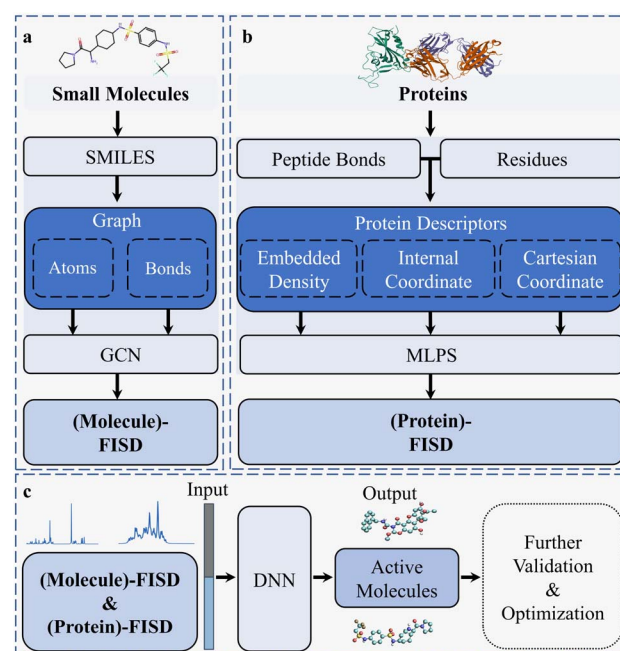 a
Small Molecules
SMILES
Graph
Atoms
Bonds
GCN
(Molecule)-
FISD
b
Proteins
Peptide Bonds
Residues
Protein Descriptors
Embedded
Density
Internal
Coordinate
Cartesian
Coordinate
MLPS
(Protein)-
FISD
c
(Molecule)-FISD
&
(Protein)-FISD
Input
DNN
Output
Active
Molecules
Further
Validation
&
Optimization